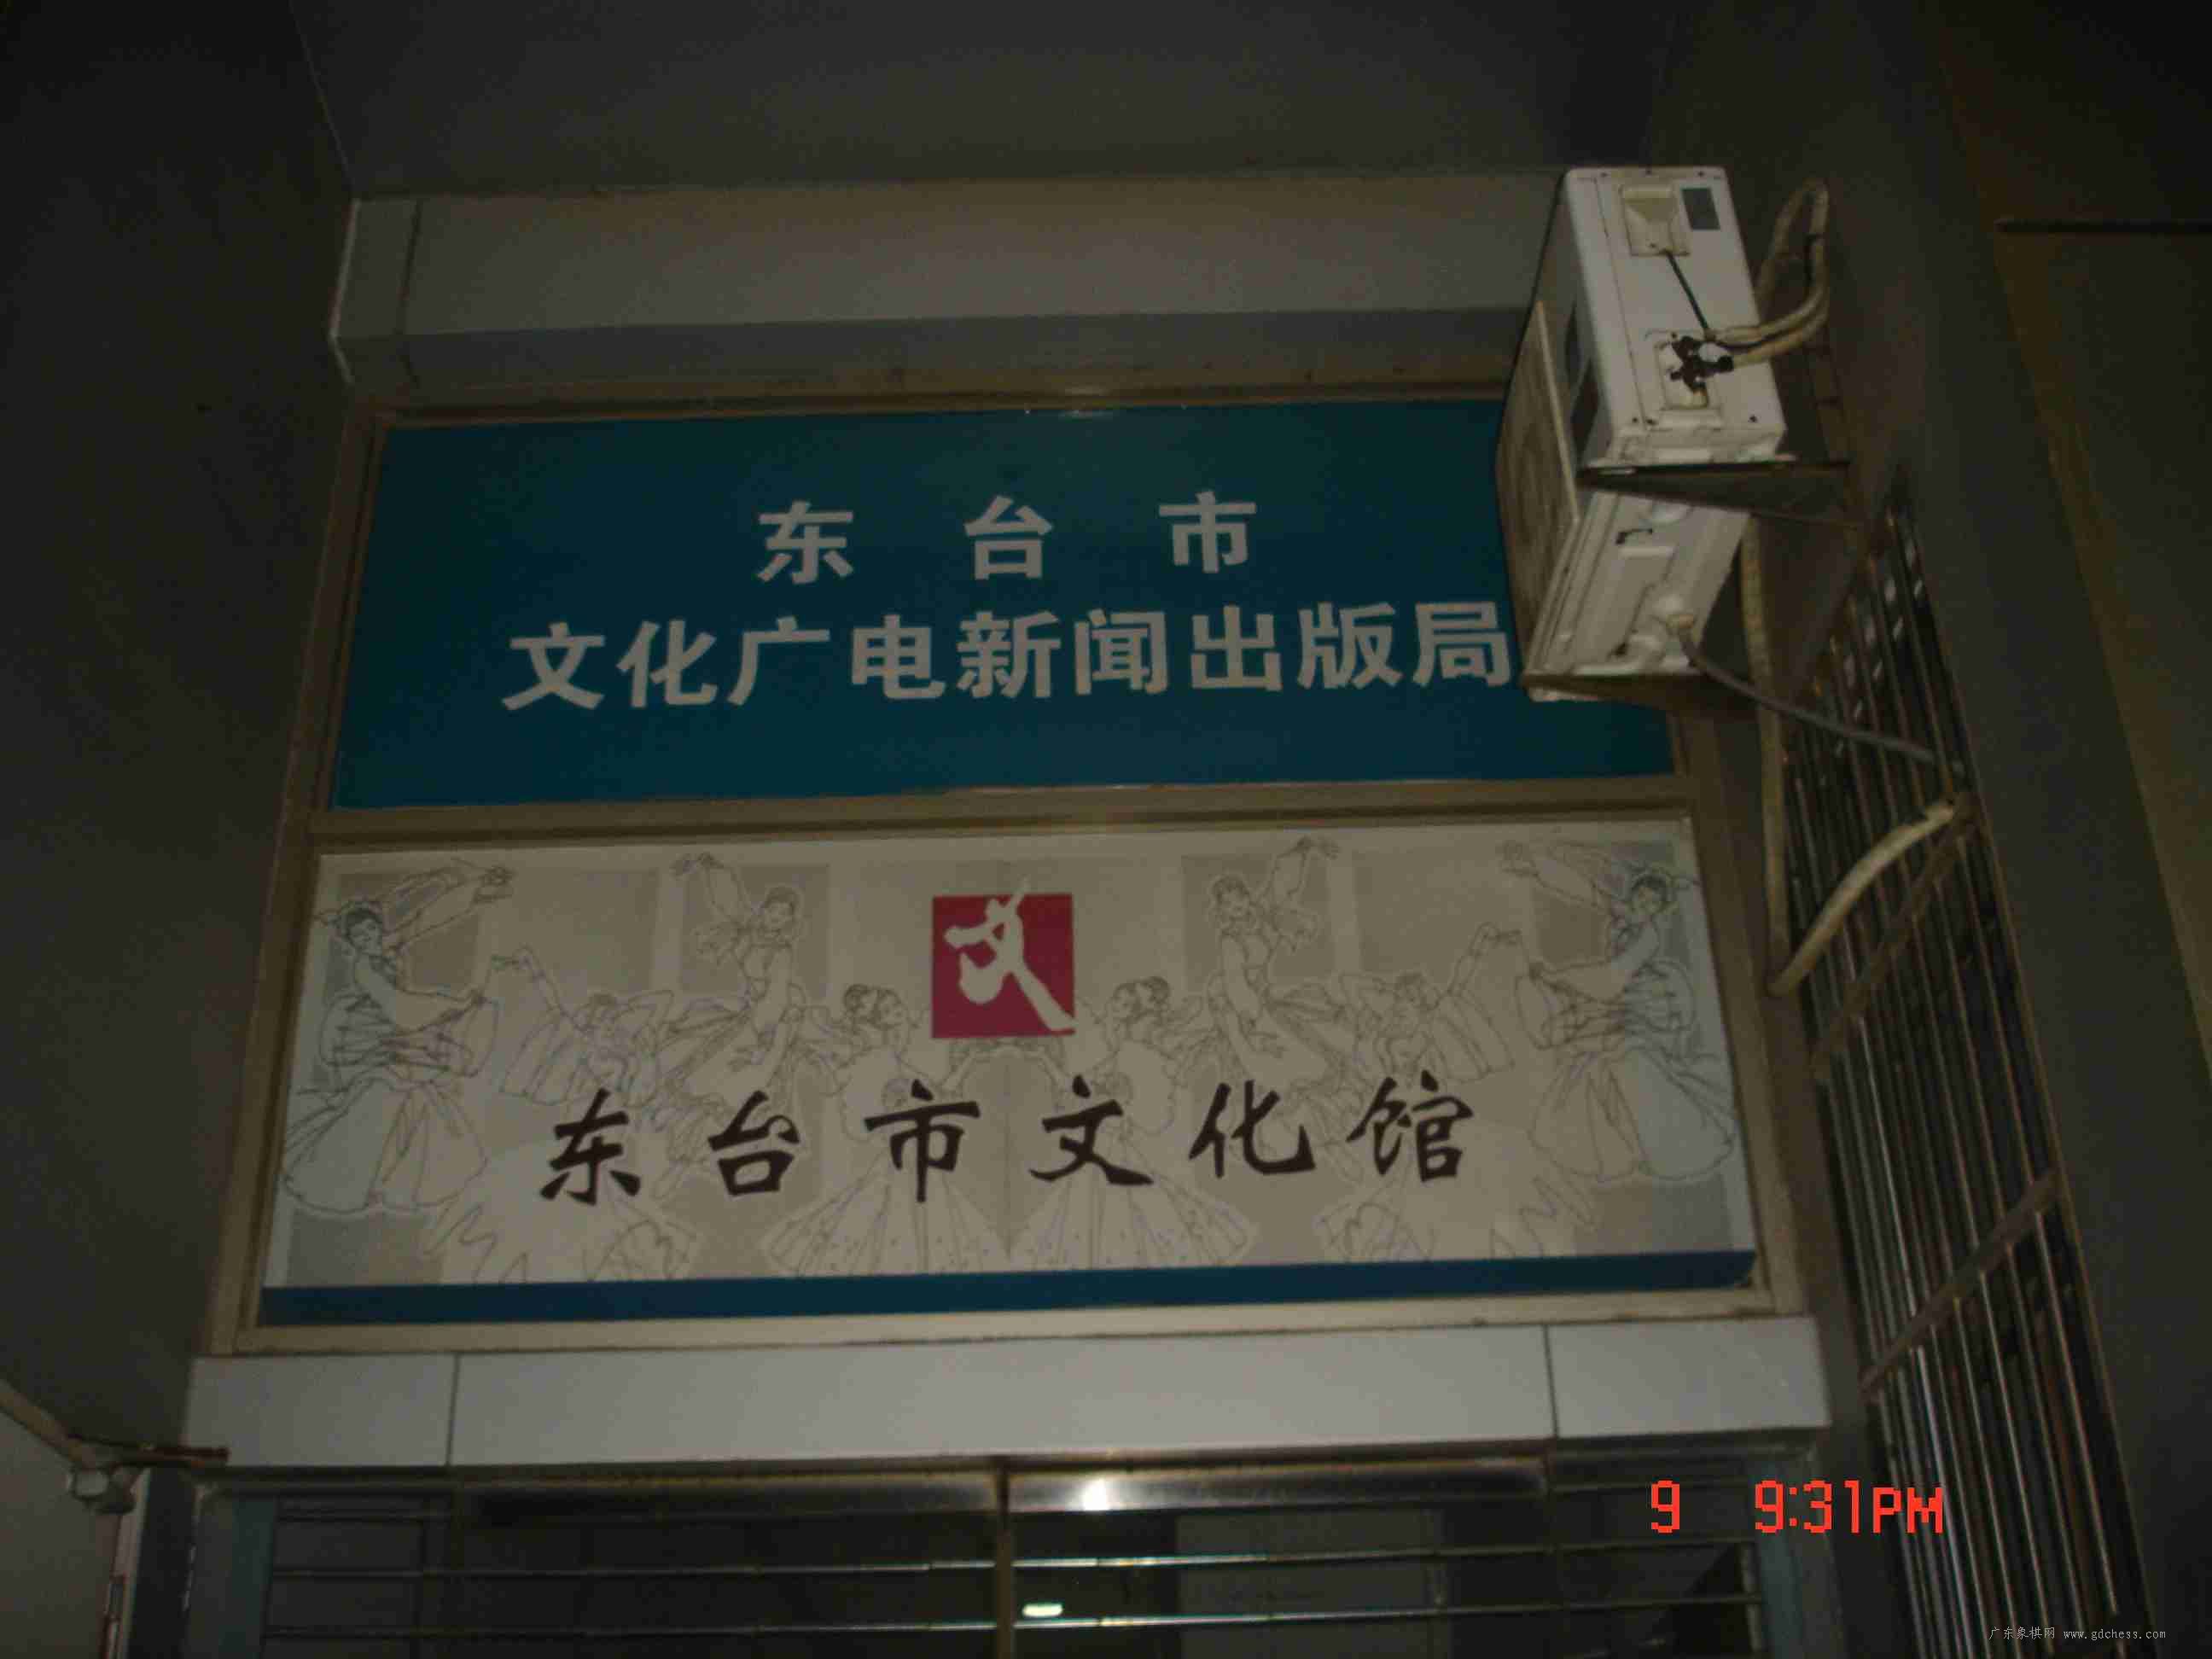 东台市
文化广电新闻出版局
文
东台市文化馆
9 9:31PM
广东象棋网 www.gdchess.com